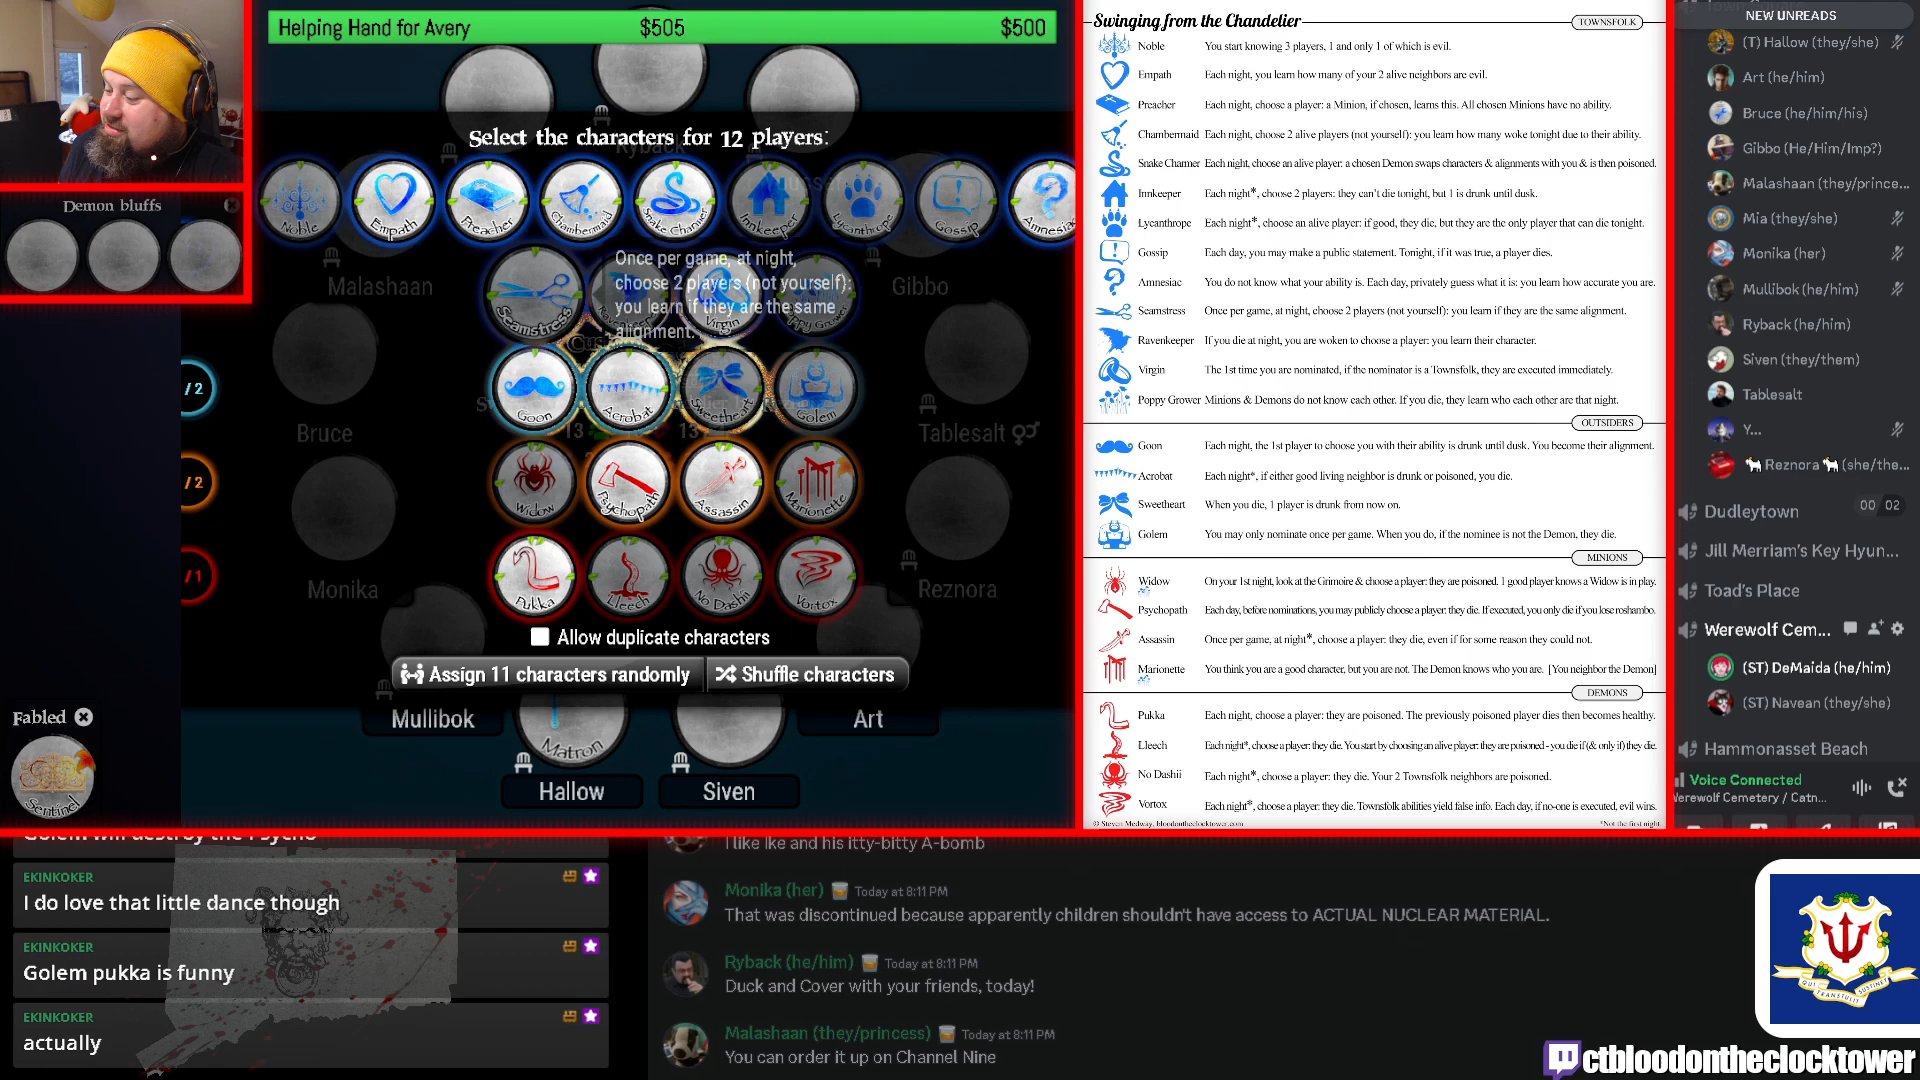 Helping Hand for Avery $505 $500
Select the characters for 12 players:
Demon bluffs
Noble Empath Preacher Chambermaid Snake Charmer Innkeeper Lycanthrope Gossip Amnesia
Once per game, at night,
choose 2 players (not yourself):
you learn if they are the same
alignment.
Seamstress Virgin
Malashaan Gibbo
/2
Goon Acrobat Sweetheart Golem
13 13
Bruce Tablesalt
/2
Widow Psychopath Assassin Marionette
/1
Pukka Lleech No Dashii Vortox
Monika Reznora
Allow duplicate characters
Assign 11 characters randomly Shuffle characters
Mullibok Art
Matron
Hallow Siven
Fabled
Sentinel
Swinging from the Chandelier
TOWNSFOLK
Noble You start knowing 3 players, 1 and only 1 of which is evil.
Empath Each night, you learn how many of your 2 alive neighbors are evil.
Preacher Each night, choose a player: a Minion, if chosen, learns this. All chosen Minions have no ability.
Chambermaid Each night, choose 2 alive players (not yourself): you learn how many woke tonight due to their ability.
Snake Charmer Each night, choose an alive player: a chosen Demon swaps characters & alignments with you & is then poisoned.
Innkeeper Each night*, choose 2 players: they can't die tonight, but 1 is drunk until dusk.
Lycanthrope Each night*, choose an alive player: if good, they die, but they are the only player that can die tonight.
Gossip Each day, you may make a public statement. Tonight, if it was true, a player dies.
Amnesiac You do not know what your ability is. Each day, privately guess what it is: you learn how accurate you are.
Seamstress Once per game, at night, choose 2 players (not yourself): you learn if they are the same alignment.
Ravenkeeper If you die at night, you are woken to choose a player: you learn their character.
Virgin The 1st time you are nominated, if the nominator is a Townsfolk, they are executed immediately.
Poppy Grower Minions & Demons do not know each other. If you die, they learn who each other are that night.
OUTSIDERS
Goon Each night, the 1st player to choose you with their ability is drunk until dusk. You become their alignment.
Acrobat Each night*, if either good living neighbor is drunk or poisoned, you die.
Sweetheart When you die, 1 player is drunk from now on.
Golem You may only nominate once per game. When you do, if the nominee is not the Demon, they die.
MINIONS
Widow On your 1st night, look at the Grimoire & choose a player: they are poisoned. 1 good player knows a Widow is in play.
Psychopath Each day, before nominations, you may publicly choose a player: they die. If executed, you only die if you lose roshambo.
Assassin Once per game, at night*, choose a player: they die, even if for some reason they could not.
Marionette You think you are a good character, but you are not. The Demon knows who you are. [You neighbor the Demon]
DEMONS
Pukka Each night, choose a player: they are poisoned. The previously poisoned player dies then becomes healthy.
Lleech Each night*, choose a player: they die. You start by choosing an alive player: they are poisoned - you die if (& only if) they die.
No Dashii Each night*, choose a player: they die. Your 2 Townsfolk neighbors are poisoned.
Vortox Each night*, choose a player: they die. Townsfolk abilities yield false info. Each day, if no-one is executed, evil wins.
© Steven Medway, bloodontheclocktower.com *Not the first night
NEW UNREADS
(T) Hallow (they/she)
Art (he/him)
Bruce (he/him/his)
Gibbo (He/Him/Imp?)
Malashaan (they/prince...
Mia (they/she)
Monika (her)
Mullibok (he/him)
Ryback (he/him)
Siven (they/them)
Tablesalt
Y...
Reznora (she/the...
Dudleytown 00 02
Jill Merriam's Key Hyun...
Toad's Place
Werewolf Cem...
(ST) DeMaida (he/him)
(ST) Navean (they/she)
Hammonasset Beach
Voice Connected
Werewolf Cemetery / Catn...
Golem will destroy the Psycho
EKINKOKER
I do love that little dance though
EKINKOKER
Golem pukka is funny
EKINKOKER
actually
I like Ike and his itty-bitty A-bomb
Monika (her) Today at 8:11 PM
That was discontinued because apparently children shouldn't have access to ACTUAL NUCLEAR MATERIAL.
Ryback (he/him) Today at 8:11 PM
Duck and Cover with your friends, today!
Malashaan (they/princess) Today at 8:11 PM
You can order it up on Channel Nine
QUI TRANSTULIT SUSTINET
ctbloodontheclocktower